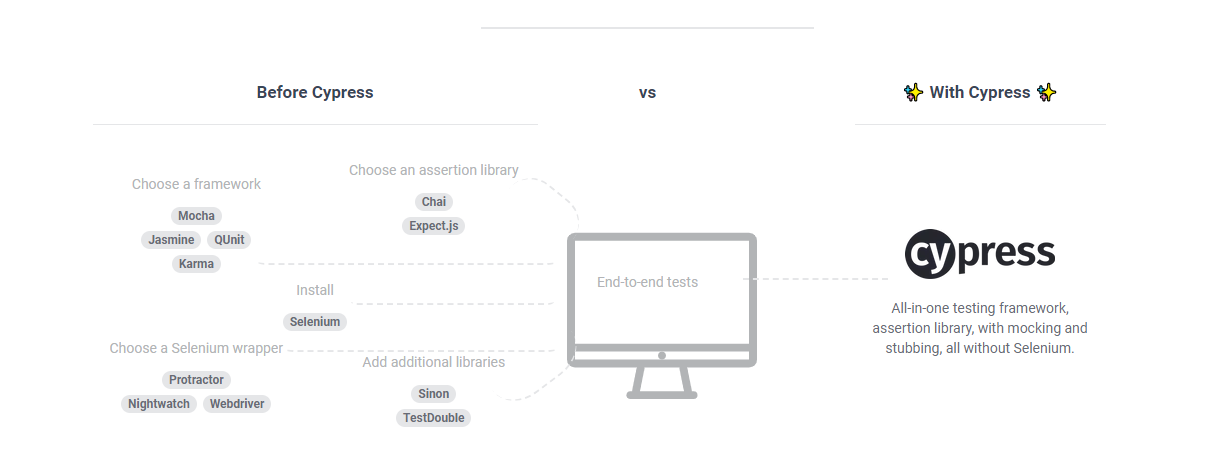 Before Cypress
vs
✨ With Cypress ✨
Choose a framework
Mocha
Jasmine QUnit
Karma
Choose an assertion library
Chai
Expect.js
Install
Selenium
Choose a Selenium wrapper
Protractor
Nightwatch Webdriver
Add additional libraries
Sinon
TestDouble
End-to-end tests
cypress
All-in-one testing framework,
assertion library, with mocking and
stubbing, all without Selenium.